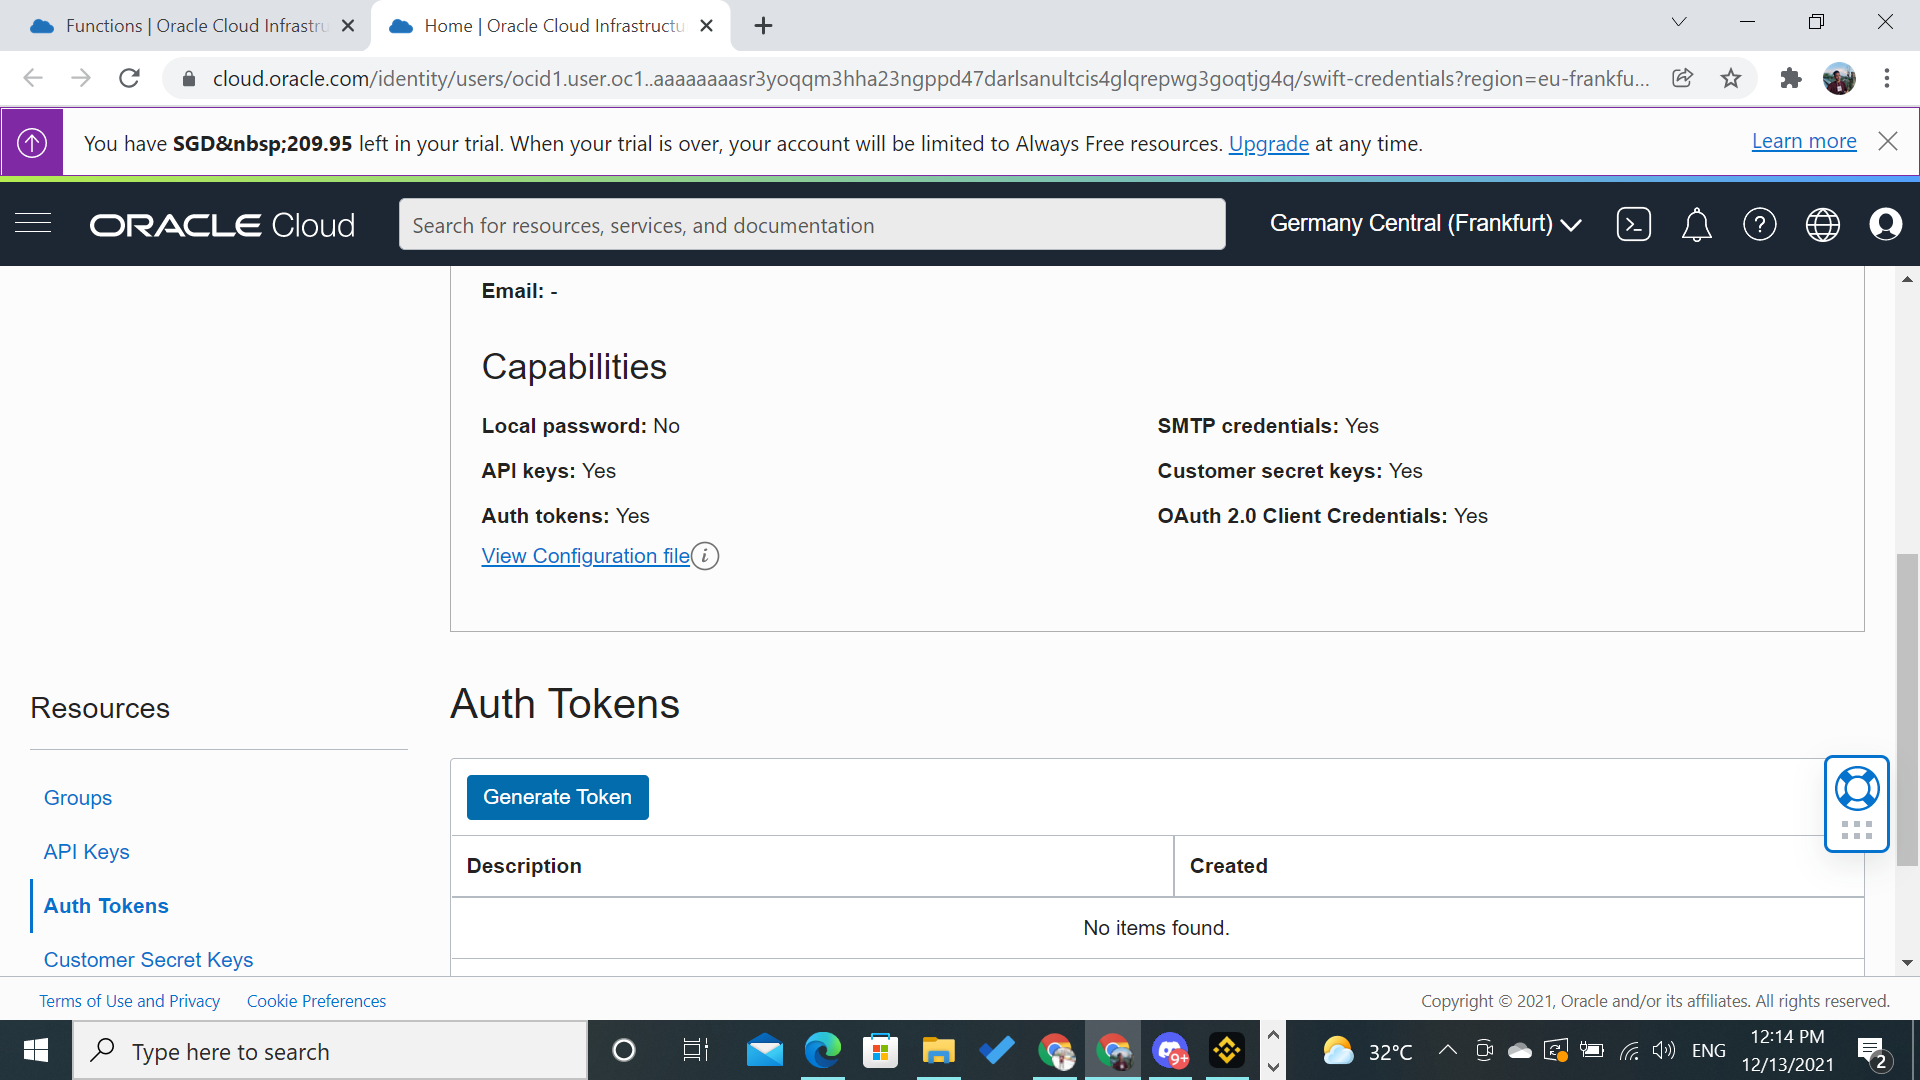 Functions | Oracle Cloud Infrastru
Home | Oracle Cloud Infrastructu
cloud.oracle.com/identity/users/ocid1.user.oc1..aaaaaaaasr3yoqqm3hha23ngppd47darlsanultcis4glqrepwg3goqtjg4q/swift-credentials?region=eu-frankfu...
You have SGD&nbsp;209.95 left in your trial. When your trial is over, your account will be limited to Always Free resources. Upgrade at any time.
Learn more
ORACLE Cloud
Search for resources, services, and documentation
Germany Central (Frankfurt)
Email: -
Capabilities
Local password: No
SMTP credentials: Yes
API keys: Yes
Customer secret keys: Yes
Auth tokens: Yes
OAuth 2.0 Client Credentials: Yes
View Configuration file
Resources
Auth Tokens
Groups
Generate Token
API Keys
Description
Created
Auth Tokens
No items found.
Customer Secret Keys
Terms of Use and Privacy
Cookie Preferences
Copyright © 2021, Oracle and/or its affiliates. All rights reserved.
Type here to search
9+
32°C
ENG
12:14 PM
12/13/2021
2